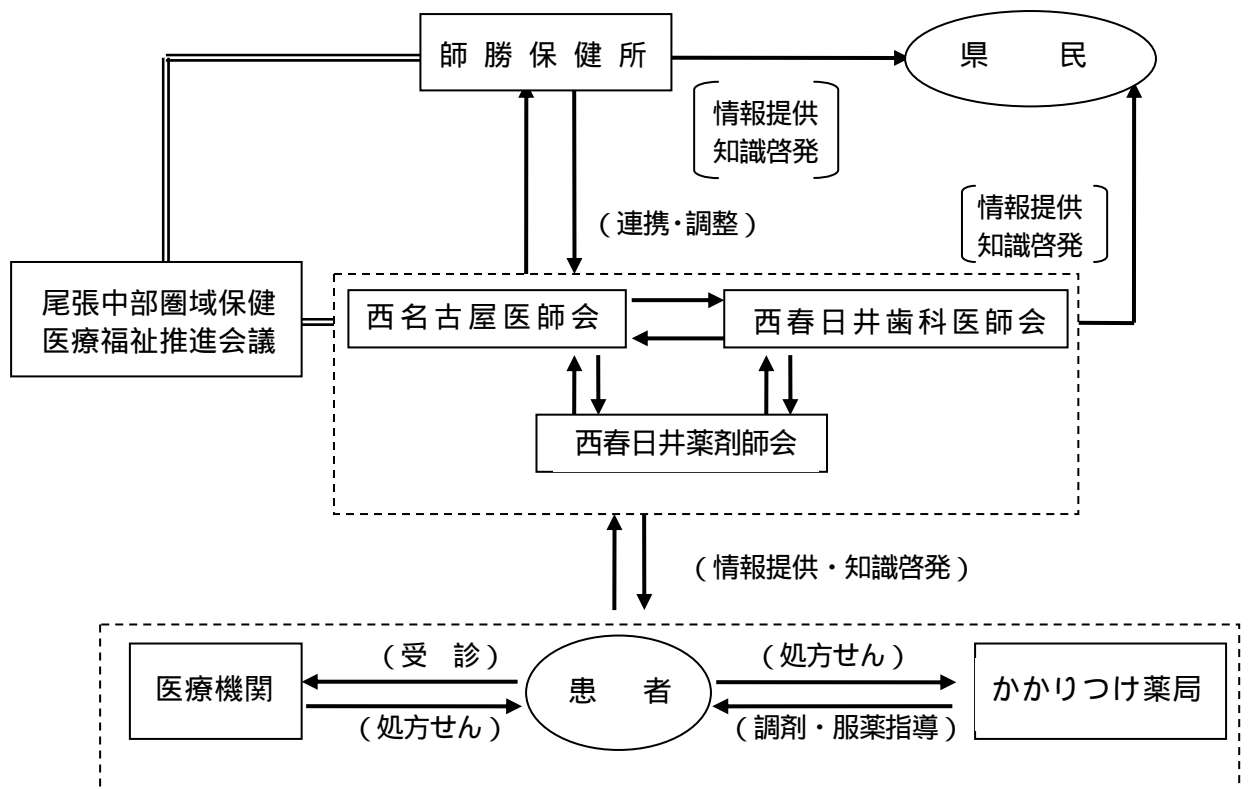 師勝保健所
県　民
情報提供
知識啓発
（連携・調整）
情報提供
知識啓発
尾張中部圏域保健
医療福祉推進会議
西名古屋医師会
西春日井歯科医師会
西春日井薬剤師会
（情報提供・知識啓発）
医療機関
（受　診）
（処方せん）
患　者
（処方せん）
（調剤・服薬指導）
かかりつけ薬局